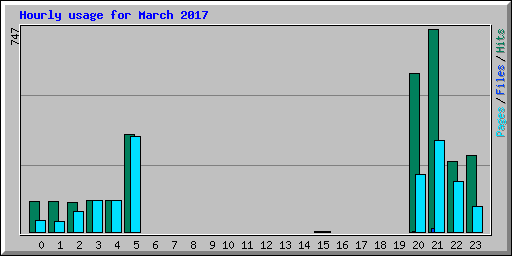 Hourly usage for March 2017
747
Pages/Files/Hits
0 1 2 3 4 5 6 7 8 9 10 11 12 13 14 15 16 17 18 19 20 21 22 23